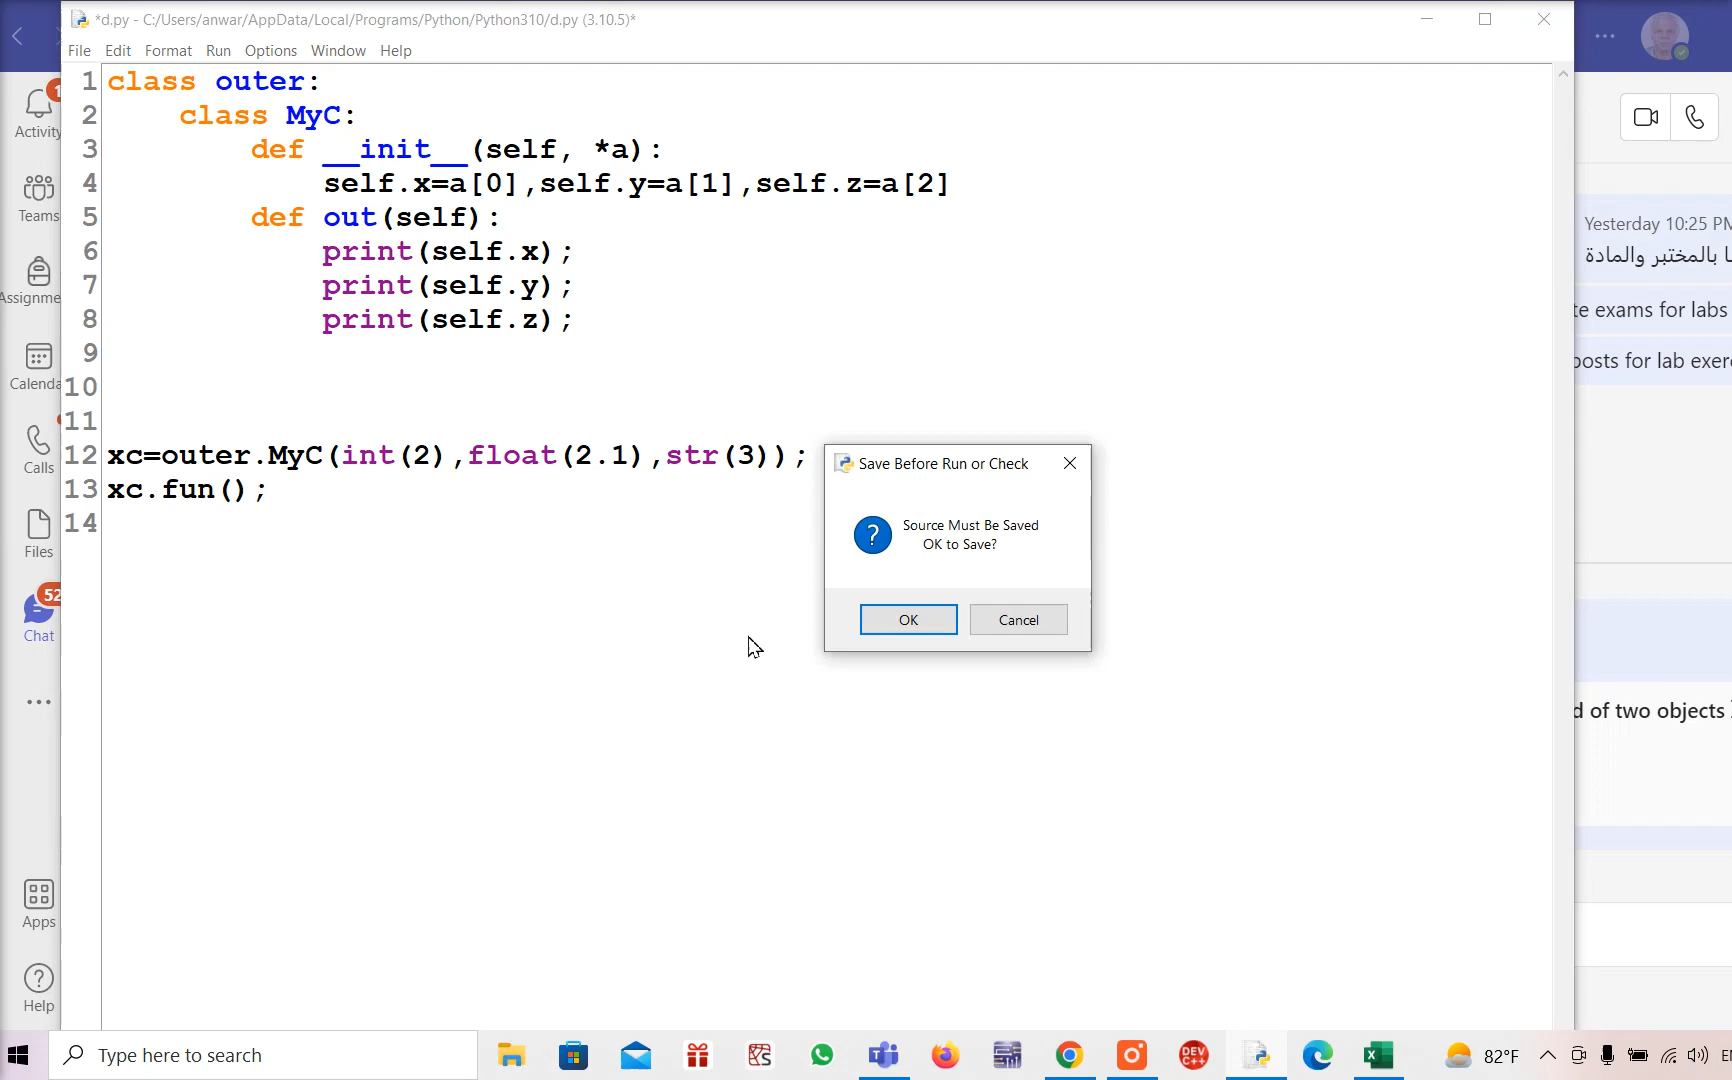 *d.py - C:/Users/anwar/AppData/Local/Programs/Python/Python310/d.py (3.10.5)*
File Edit Format Run Options Window Help
1 class outer:
2     class MyC:
3         def __init__(self, *a):
4             self.x=a[0],self.y=a[1],self.z=a[2]
5         def out(self):
6             print(self.x);
7             print(self.y);
8             print(self.z);
9
10
11
12 xc=outer.MyC(int(2),float(2.1),str(3));
13 xc.fun();
14
Save Before Run or Check
Source Must Be Saved
OK to Save?
OK Cancel
1
Activity
Teams
Assignme
Calenda
Calls
Files
52
Chat
Apps
Help
Yesterday 10:25 PM
بالمختبر والمادة
te exams for labs
posts for lab exer
d of two objects
Type here to search
DEV C++
82°F